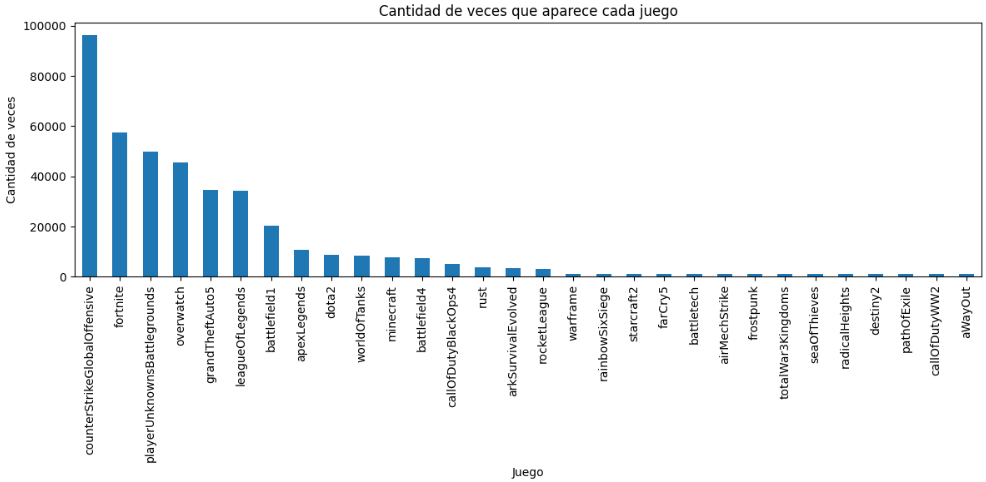 Cantidad de veces que aparece cada juego
Cantidad de veces
100000
80000
60000
40000
20000
0
counterStrikeGlobalOffensive
fortnite
playerUnknownsBattlegrounds
overwatch
grandTheftAuto5
leagueOfLegends
battlefield1
apexLegends
dota2
worldOfTanks
minecraft
battlefield4
callOfDutyBlackOps4
rust
arkSurvivalEvolved
rocketLeague
warframe
rainbowSixSiege
starcraft2
farCry5
battletech
airMechStrike
frostpunk
totalWar3Kingdoms
seaOfThieves
radicalHeights
destiny2
pathOfExile
callOfDutyWW2
aWayOut
Juego